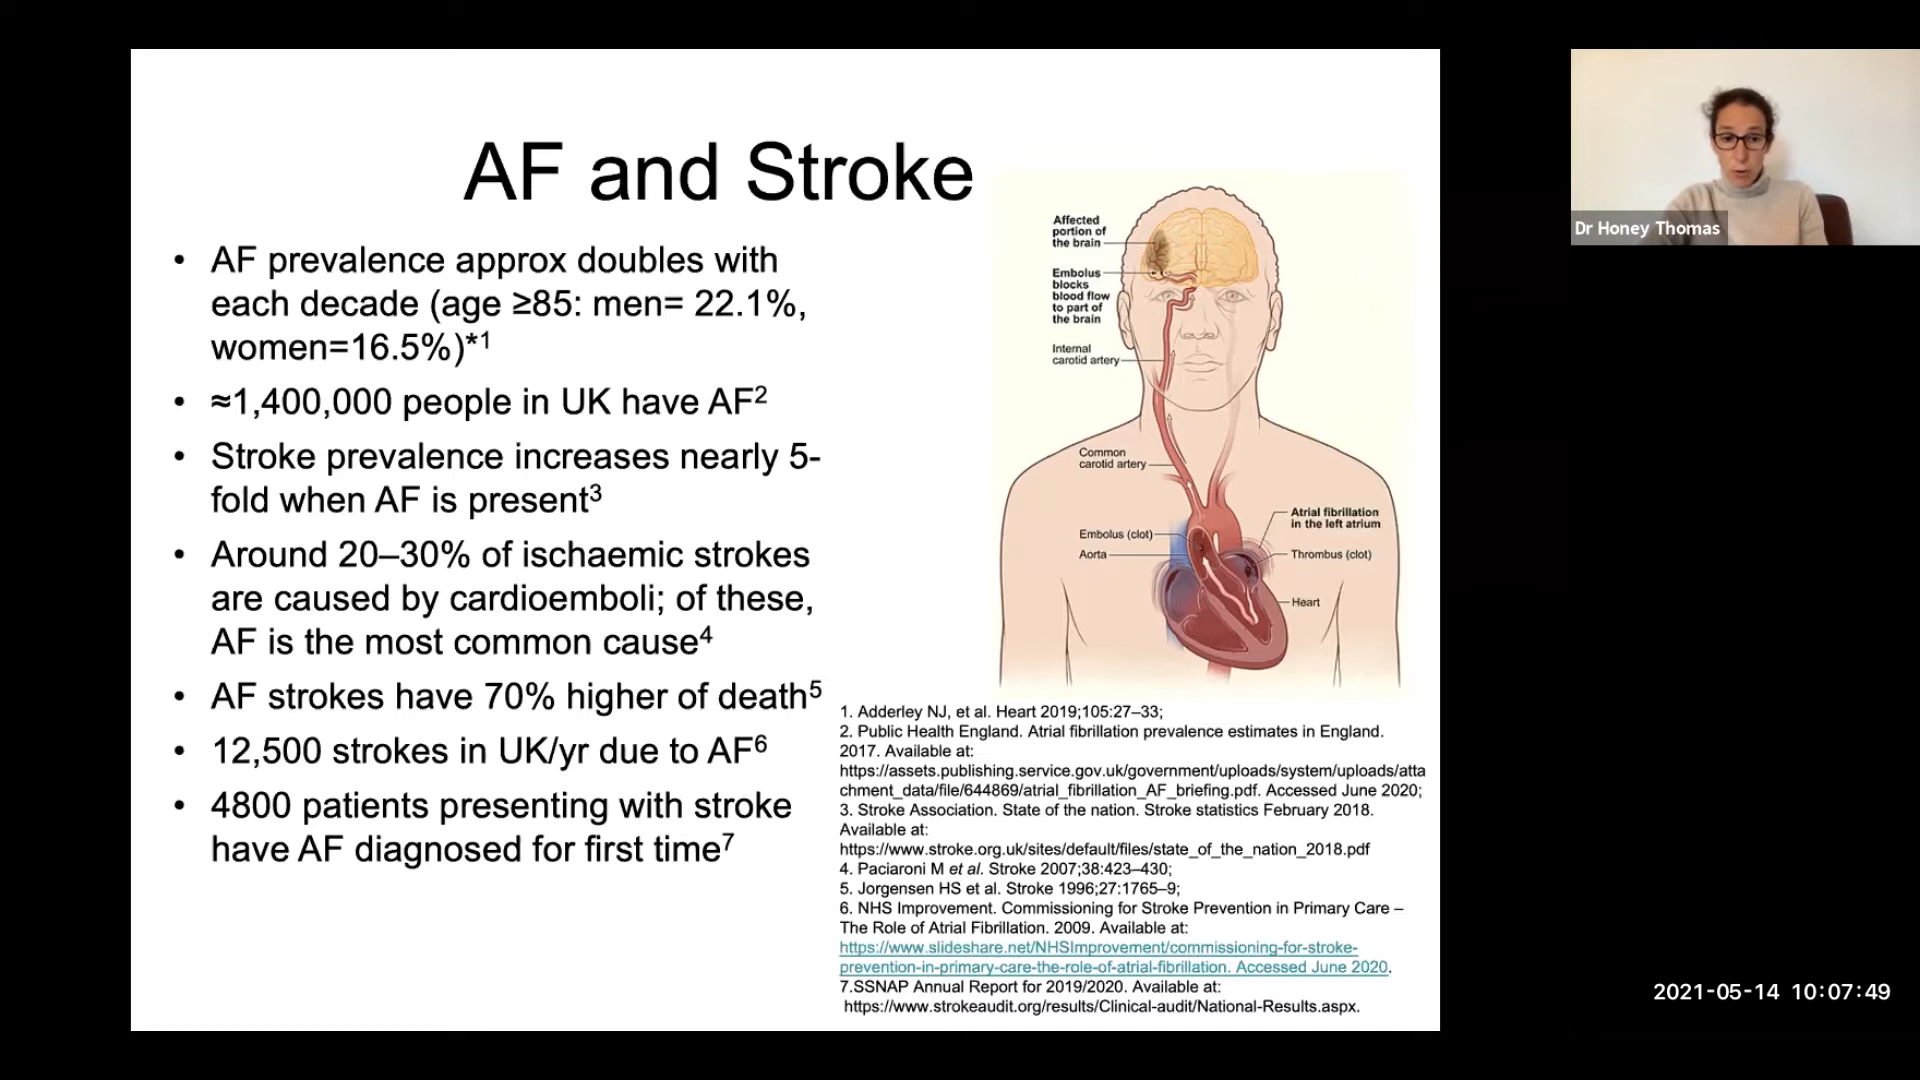 AF and Stroke
• AF prevalence approx doubles with
each decade (age ≥85: men= 22.1%,
women=16.5%)*1
• ≈1,400,000 people in UK have AF2
• Stroke prevalence increases nearly 5-
fold when AF is present3
• Around 20–30% of ischaemic strokes
are caused by cardioemboli; of these,
AF is the most common cause4
• AF strokes have 70% higher of death5
• 12,500 strokes in UK/yr due to AF6
• 4800 patients presenting with stroke
have AF diagnosed for first time7
Affected
portion of
the brain
Embolus
blocks
blood flow
to part of
the brain
Internal
carotid artery
Common
carotid artery
Embolus (clot)
Aorta
Atrial fibrillation
in the left atrium
Thrombus (clot)
Heart
1. Adderley NJ, et al. Heart 2019;105:27–33;
2. Public Health England. Atrial fibrillation prevalence estimates in England.
2017. Available at:
https://assets.publishing.service.gov.uk/government/uploads/system/uploads/atta
chment_data/file/644869/atrial_fibrillation_AF_briefing.pdf. Accessed June 2020;
3. Stroke Association. State of the nation. Stroke statistics February 2018.
Available at:
https://www.stroke.org.uk/sites/default/files/state_of_the_nation_2018.pdf
4. Paciaroni M et al. Stroke 2007;38:423–430;
5. Jorgensen HS et al. Stroke 1996;27:1765–9;
6. NHS Improvement. Commissioning for Stroke Prevention in Primary Care –
The Role of Atrial Fibrillation. 2009. Available at:
https://www.slideshare.net/NHSImprovement/commissioning-for-stroke-
prevention-in-primary-care-the-role-of-atrial-fibrillation. Accessed June 2020.
7.SSNAP Annual Report for 2019/2020. Available at:
https://www.strokeaudit.org/results/Clinical-audit/National-Results.aspx.
Dr Honey Thomas
2021-05-14 10:07:49